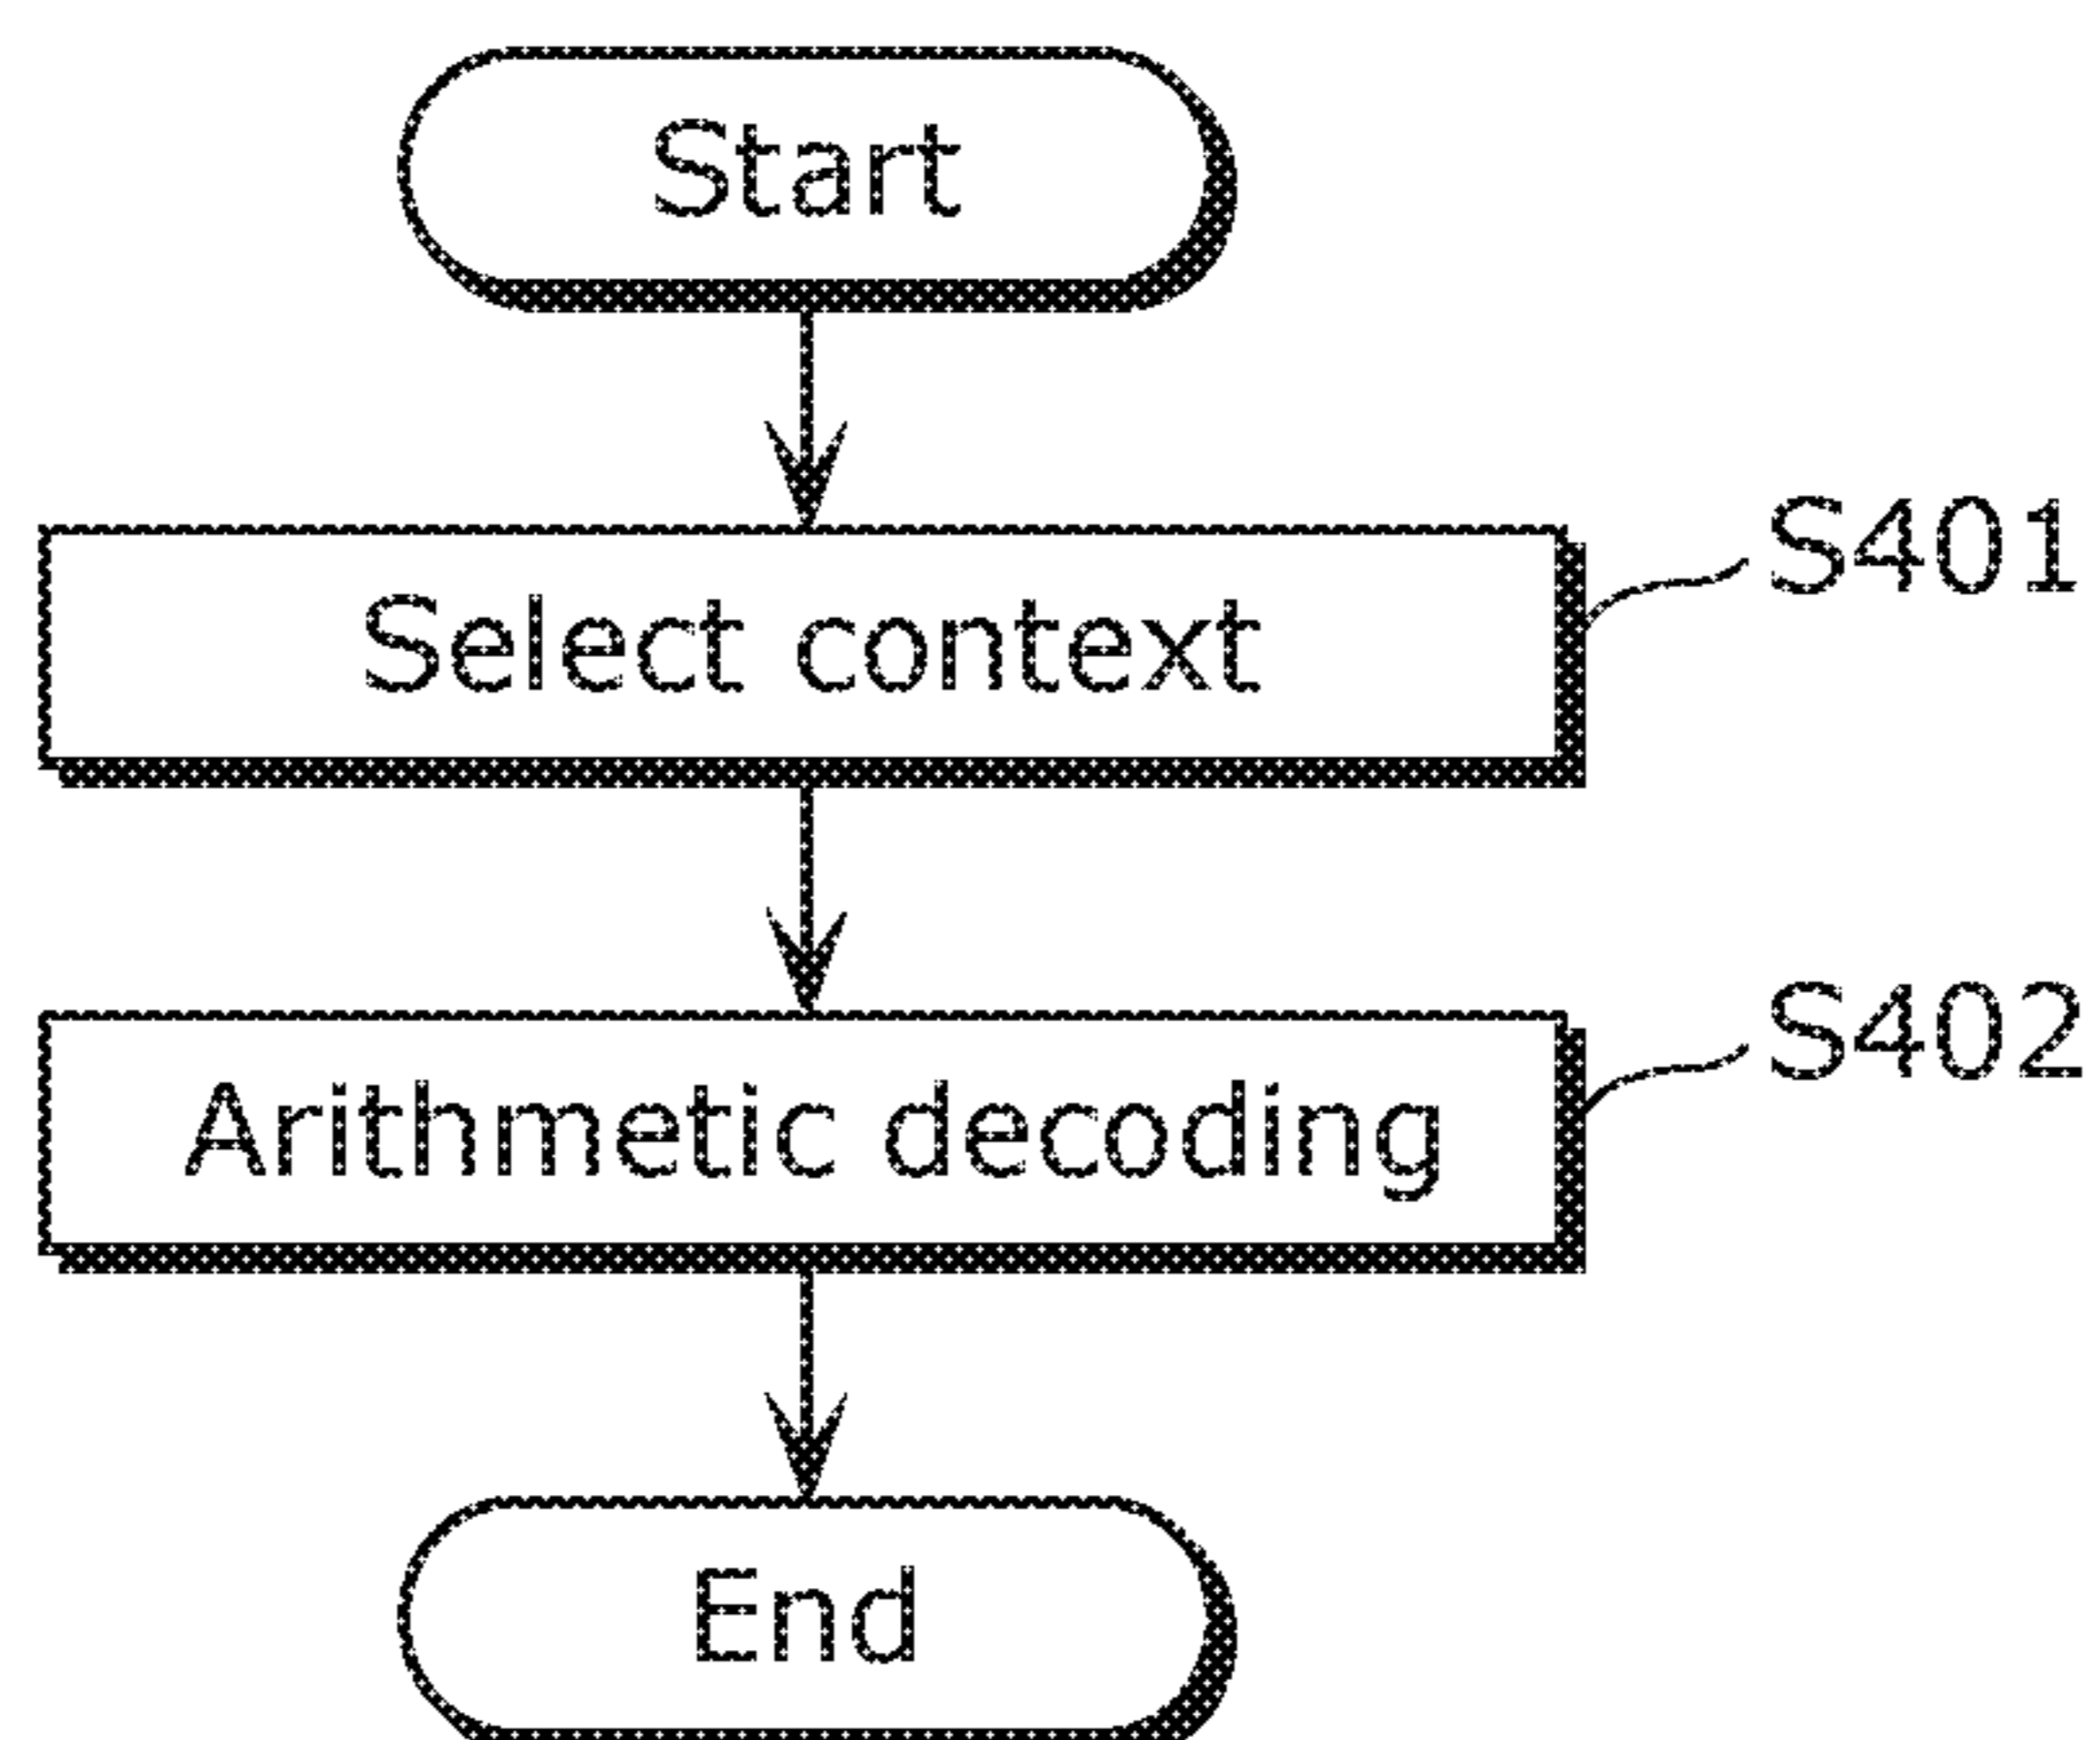 Start
Select context
S401
Arithmetic decoding
S402
End